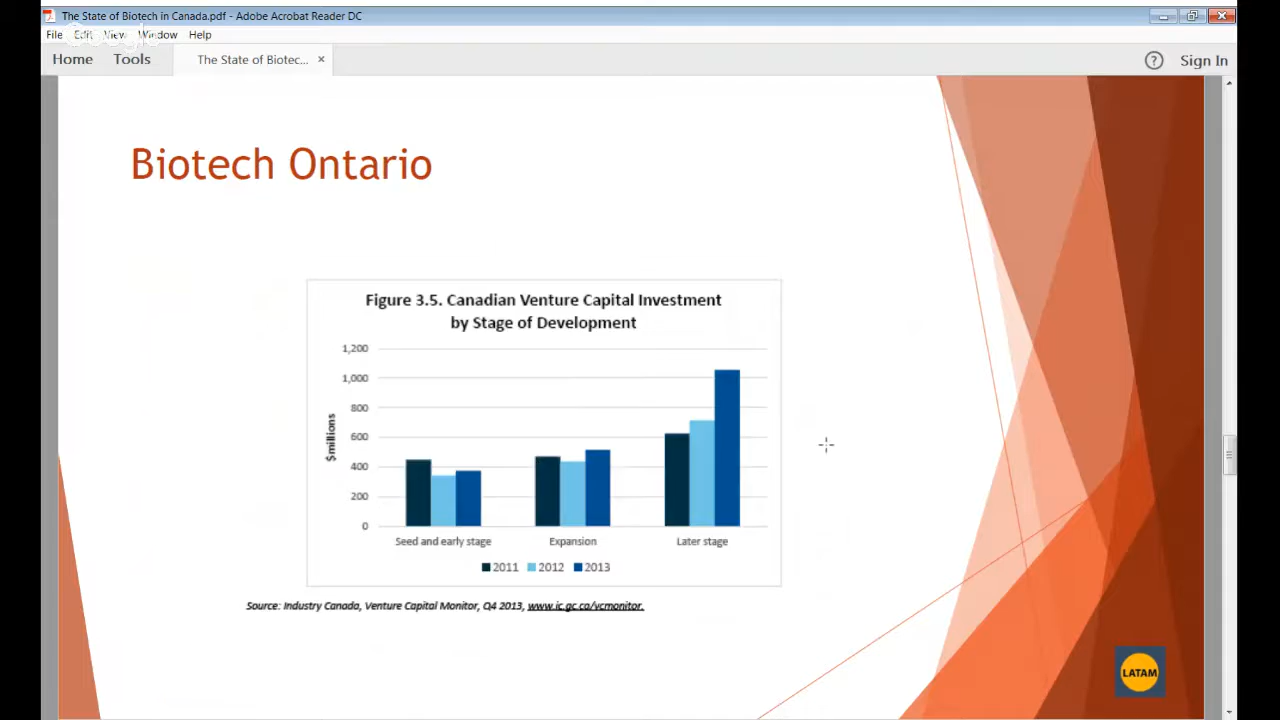 The State of Biotech in Canada.pdf - Adobe Acrobat Reader DC
File Edit View Window Help
Google
Home Tools The State of Biotec... × ? Sign In
Biotech Ontario
Figure 3.5. Canadian Venture Capital Investment
by Stage of Development
1,200
1,000
800
600
400
200
0
$millions
Seed and early stage Expansion Later stage
2011 2012 2013
Source: Industry Canada, Venture Capital Monitor, Q4 2013, www.ic.gc.ca/vcmonitor.
LATAM